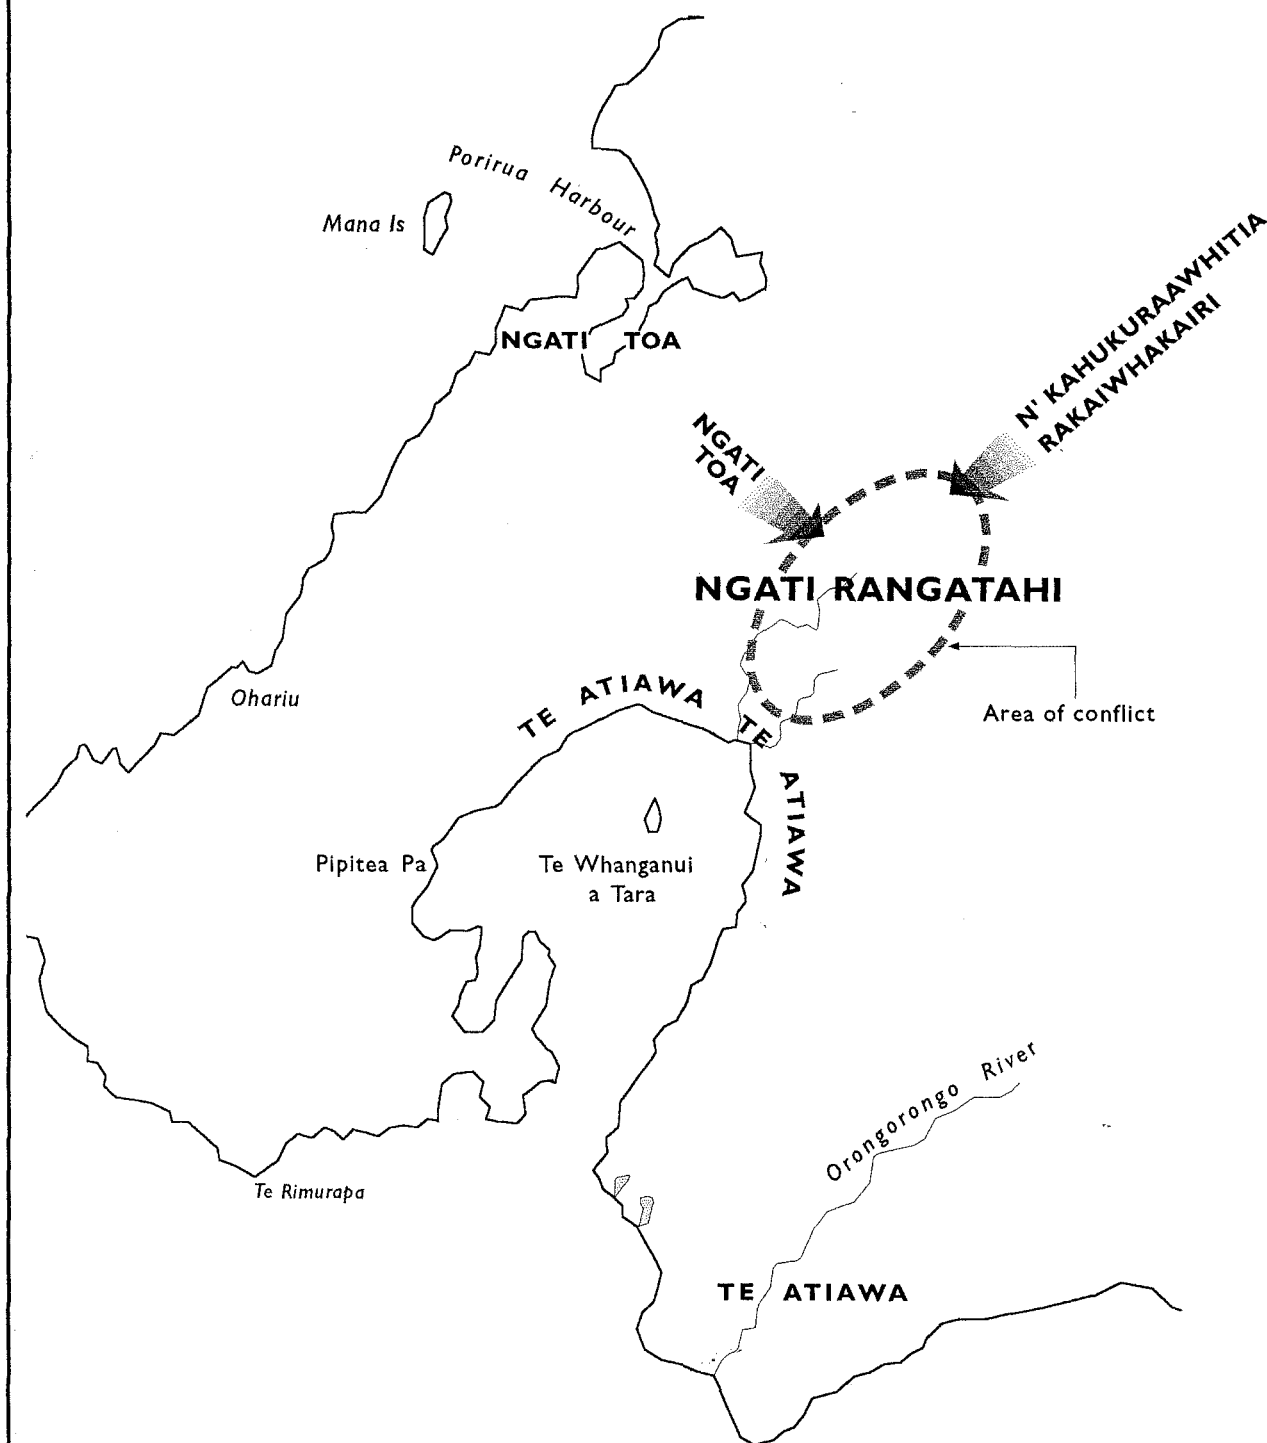 Porirua Harbour
Mana Is
NGATI TOA
N' KAHUKURAAWHITIA
RAKAIWHAKAIRI
NGATI
TOA
NGATI RANGATAHI
Ohariu
TE ATIAWA
TE ATIAWA
Area of conflict
Pipitea Pa
Te Whanganui
a Tara
Orongorongo River
Te Rimurapa
TE ATIAWA